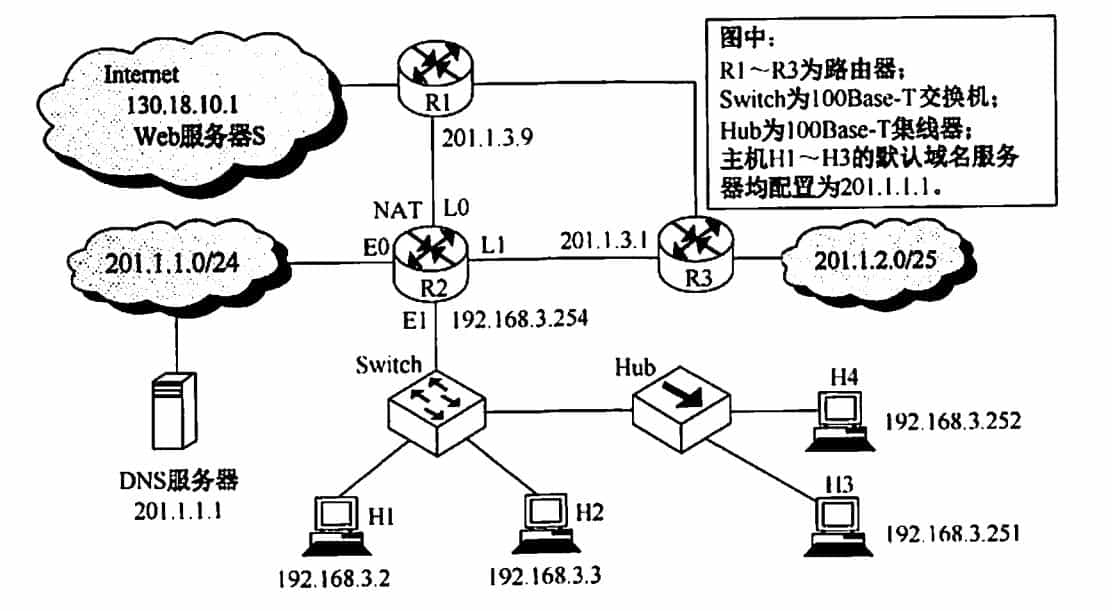 图中：
R1～R3为路由器；
Switch为100Base-T交换机；
Hub为100Base-T集线器；
主机H1～H3的默认域名服务
器均配置为201.1.1.1。
Internet
130.18.10.1
Web服务器S
R1
201.1.3.9
NAT L0
201.1.1.0/24
E0
L1
R2
201.1.3.1
R3
201.1.2.0/25
E1
192.168.3.254
Switch
Hub
H4
192.168.3.252
DNS服务器
201.1.1.1
H1
192.168.3.2
H2
192.168.3.3
H3
192.168.3.251